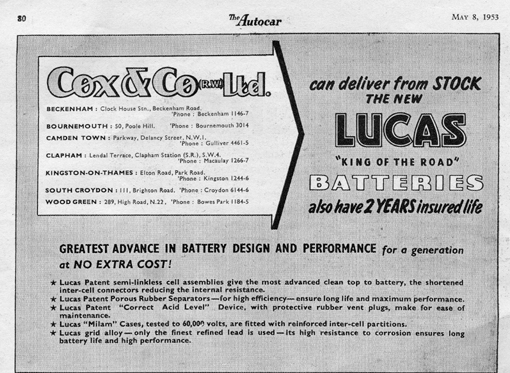 80
The Autocar
MAY 8, 1953
Cox & Co (R.W) Ltd.
BECKENHAM : Clock House Stn., Beckenham Road.
'Phone : Beckenham 1146-7
BOURNEMOUTH : 50, Poole Hill. 'Phone : Bournemouth 3014
CAMDEN TOWN : Parkway, Delancy Street, N.W.1.
'Phone : Gulliver 4461-5
CLAPHAM : Lendal Terrace, Clapham Station (S.R.), S.W.4.
'Phone : Macaulay 1266-7
KINGSTON-ON-THAMES : Elton Road, Park Road.
'Phone : Kingston 1244-6
SOUTH CROYDON : 111, Brighton Road. 'Phone : Croydon 6144-6
WOOD GREEN : 289, High Road, N.22, 'Phone : Bowes Park 1184-5
can deliver from STOCK
THE NEW
LUCAS
"KING OF THE ROAD"
BATTERIES
also have 2 YEARS insured life
GREATEST ADVANCE IN BATTERY DESIGN AND PERFORMANCE for a generation
at NO EXTRA COST!
★ Lucas Patent semi-linkless cell assemblies give the most advanced clean top to battery, the shortened
inter-cell connectors reducing the internal resistance.
★ Lucas Patent Porous Rubber Separators—for high efficiency—ensure long life and maximum performance.
★ Lucas Patent "Correct Acid Level" Device, with protective rubber vent plugs, make for ease of
maintenance.
★ Lucas "Milam" Cases, tested to 60,000 volts, are fitted with reinforced inter-cell partitions.
★ Lucas grid alloy—only the finest refined lead is used—its high resistance to corrosion ensures long
battery life and high performance.